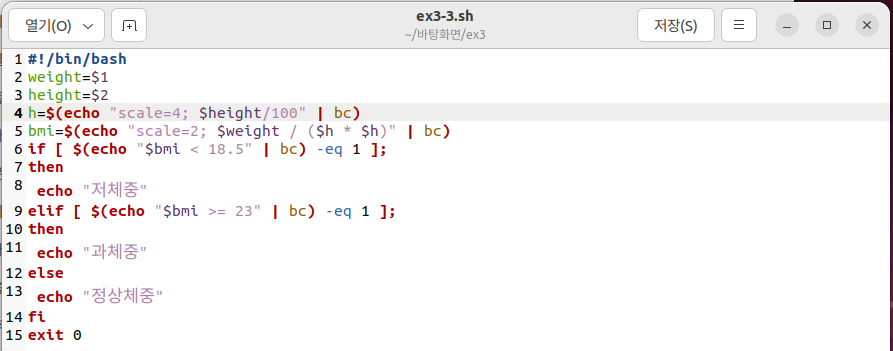 열기(O)
ex3-3.sh
~/바탕화면/ex3
저장(S)
1 #!/bin/bash
2 weight=$1
3 height=$2
4 h=$(echo "scale=4; $height/100" | bc)
5 bmi=$(echo "scale=2; $weight / ($h * $h)" | bc)
6 if [ $(echo "$bmi < 18.5" | bc) -eq 1 ];
7 then
8  echo "저체중"
9 elif [ $(echo "$bmi >= 23" | bc) -eq 1 ];
10 then
11  echo "과체중"
12 else
13  echo "정상체중"
14 fi
15 exit 0